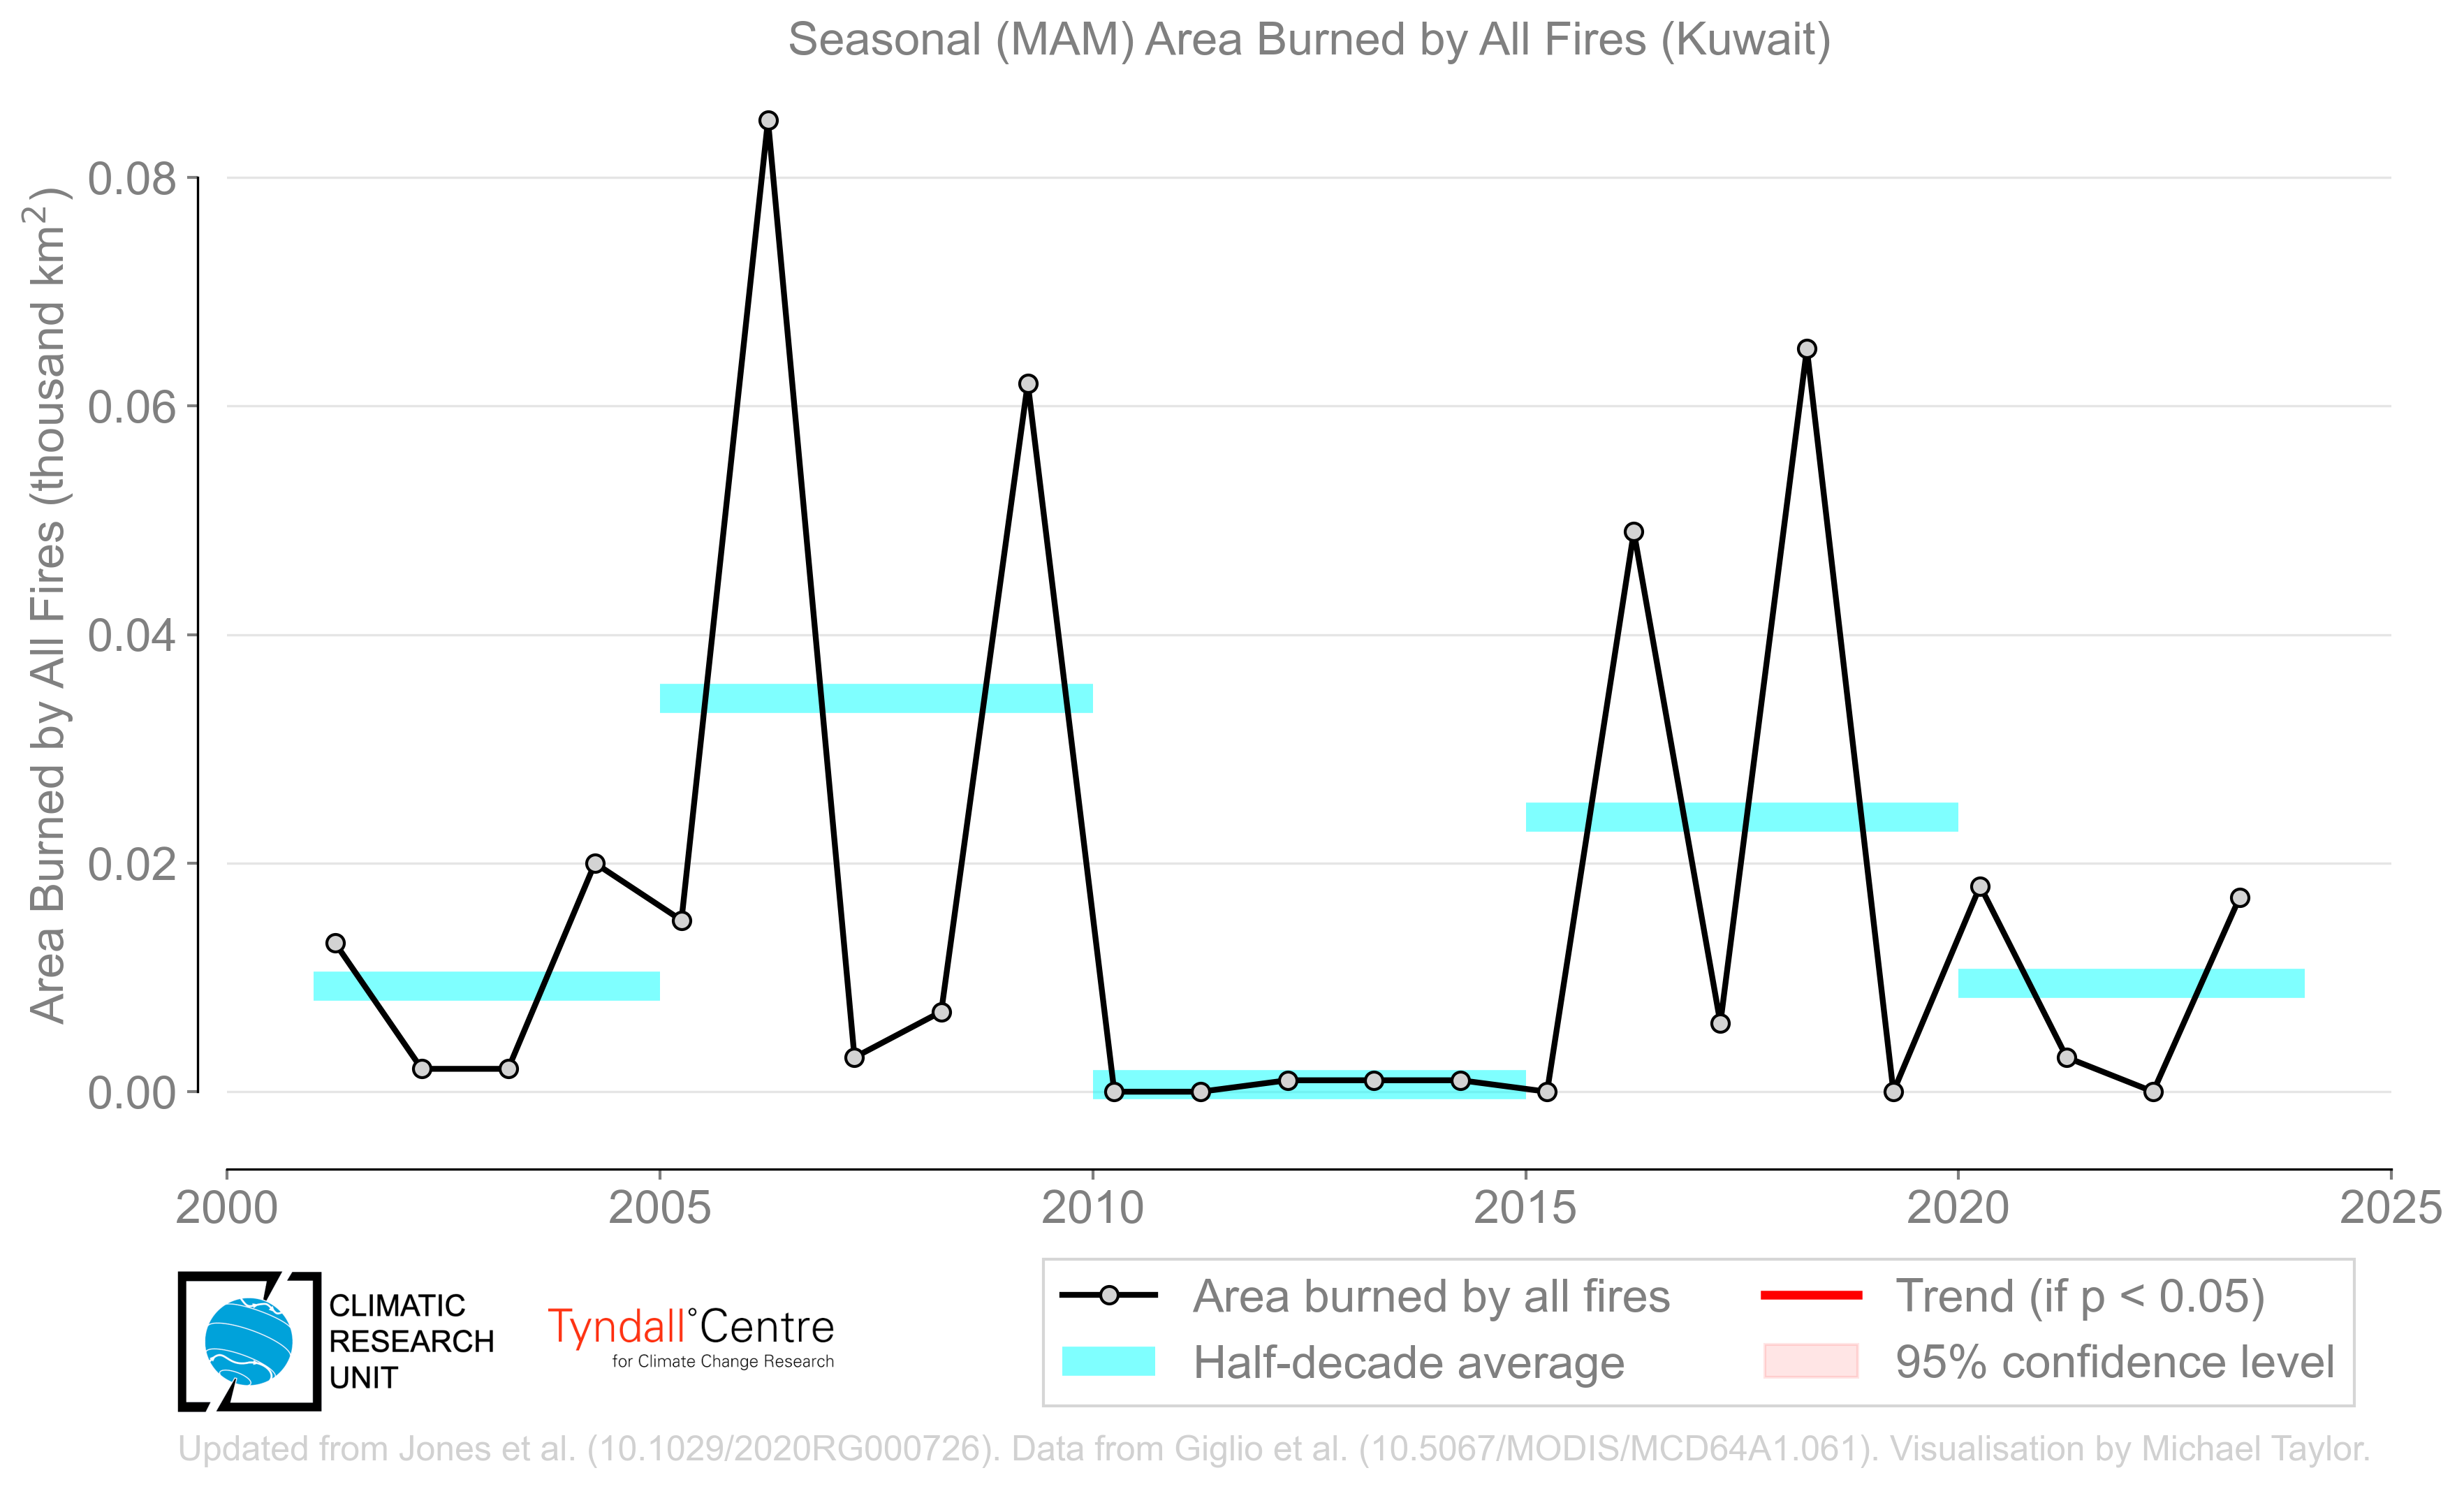 Seasonal (MAM) Area Burned by All Fires (Kuwait)
Area Burned by All Fires (thousand km²)
0.08
0.06
0.04
0.02
0.00
2000
2005
2010
2015
2020
2025
CLIMATIC
RESEARCH
UNIT
Tyndall°Centre
for Climate Change Research
Area burned by all fires
Half-decade average
Trend (if p < 0.05)
95% confidence level
Updated from Jones et al. (10.1029/2020RG000726). Data from Giglio et al. (10.5067/MODIS/MCD64A1.061). Visualisation by Michael Taylor.